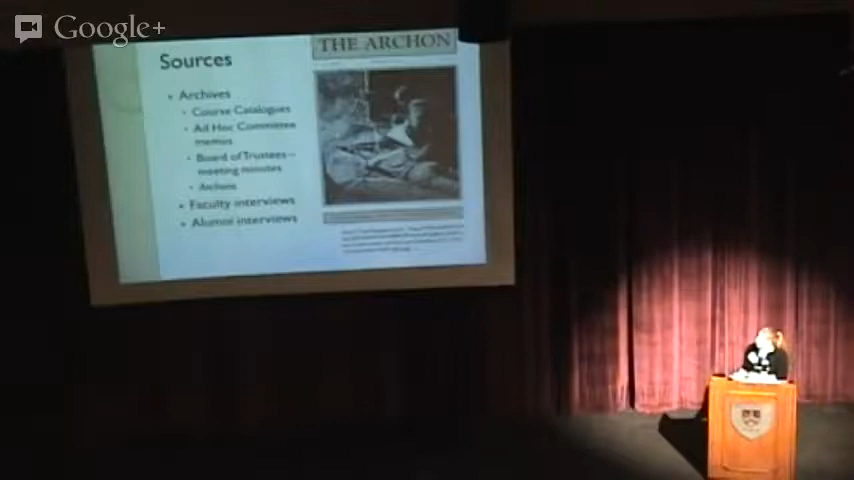 Google+
THE ARCHON
Sources
• Archives
• Course Catalogues
• Ad Hoc Committee
memos
• Board of Trustees –
meeting minutes
• Archons
• Faculty interviews
• Alumni interviews